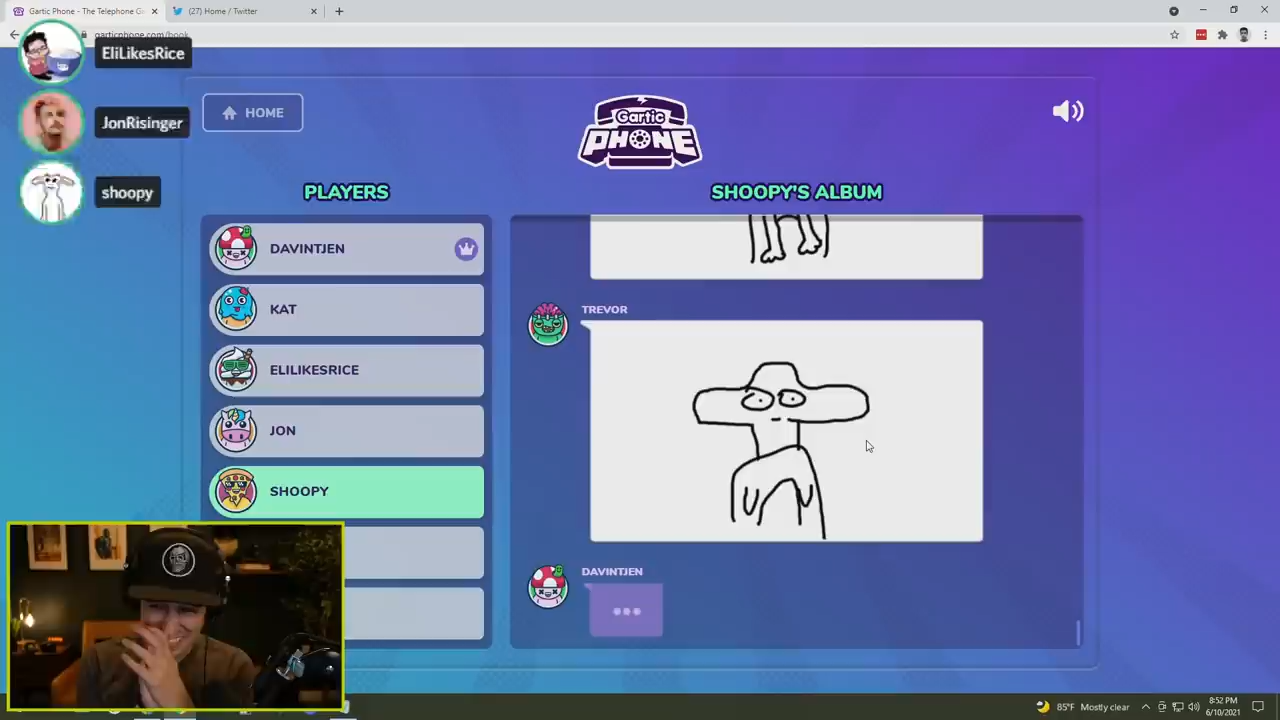 Gartic Phone - The Telephone G
(27) Home / Twitter
garticphone.com/book
EliLikesRice
JonRisinger
shoopy
HOME
Gartic
PHONE
PLAYERS
DAVINTJEN
KAT
ELILIKESRICE
JON
SHOOPY
SHOOPY'S ALBUM
TREVOR
DAVINTJEN
85°F Mostly clear
8:52 PM
6/10/2021